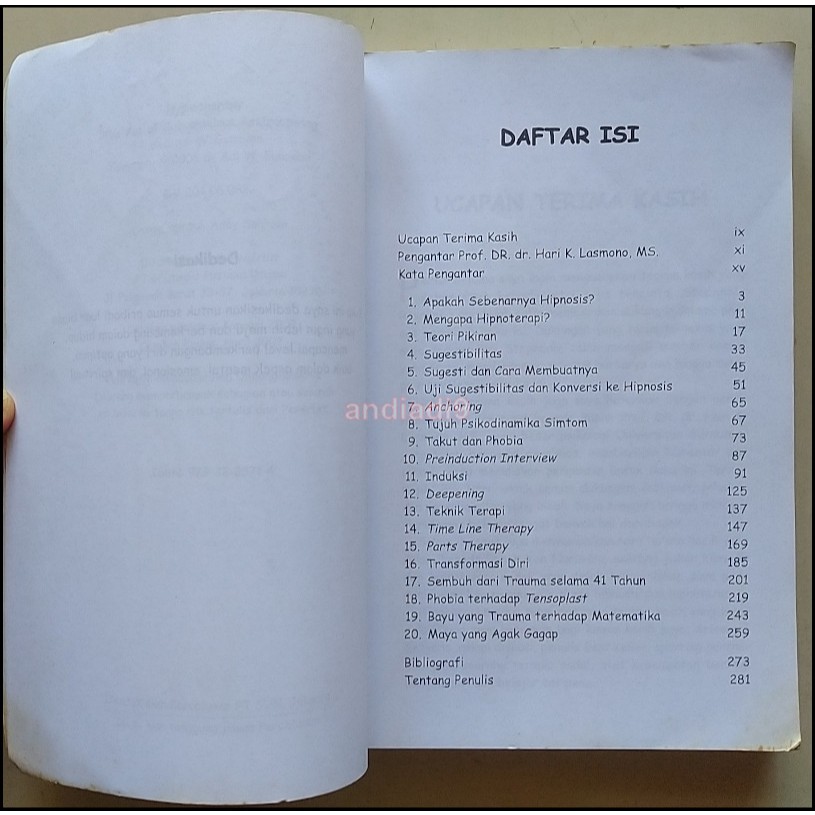 DAFTAR ISI
Ucapan Terima Kasih ix
Pengantar Prof. DR. dr. Hari K. Lasmono, MS. xi
Kata Pengantar xv
1. Apakah Sebenarnya Hipnosis? 3
2. Mengapa Hipnoterapi? 11
3. Teori Pikiran 17
4. Sugestibilitas 33
5. Sugesti dan Cara Membuatnya 45
6. Uji Sugestibilitas dan Konversi ke Hipnosis 51
7. Anchoring 65
andiadi9
8. Tujuh Psikodinamika Simtom 67
9. Takut dan Phobia 73
10. Preinduction Interview 87
11. Induksi 91
12. Deepening 125
13. Teknik Terapi 137
14. Time Line Therapy 147
15. Parts Therapy 169
16. Transformasi Diri 185
17. Sembuh dari Trauma selama 41 Tahun 201
18. Phobia terhadap Tensoplast 219
19. Bayu yang Trauma terhadap Matematika 243
20. Maya yang Agak Gagap 259
Bibliografi 273
Tentang Penulis 281